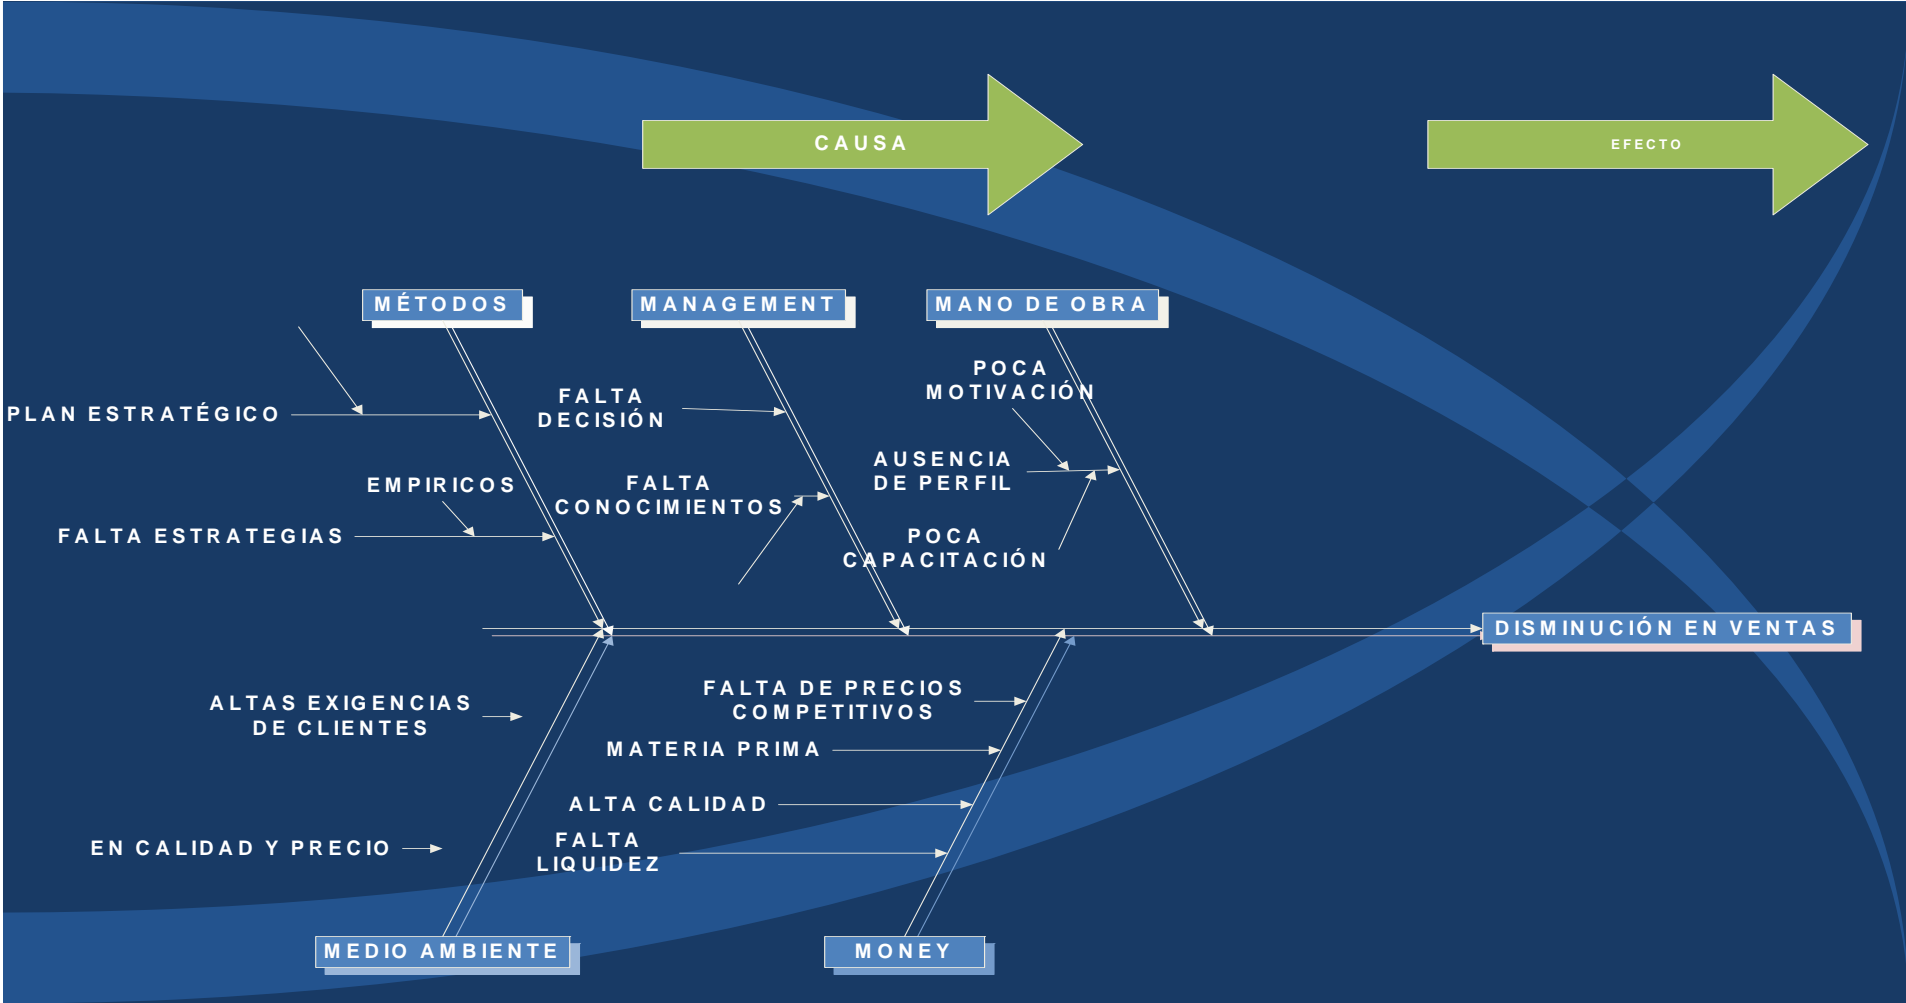 CAUSA
EFECTO
MÉTODOS
MANAGEMENT
MANO DE OBRA
PLAN ESTRATÉGICO
EMPIRICOS
FALTA ESTRATEGIAS
FALTA
DECISIÓN
FALTA
CONOCIMIENTOS
POCA
MOTIVACIÓN
AUSENCIA
DE PERFIL
POCA
CAPACITACIÓN
DISMINUCIÓN EN VENTAS
ALTAS EXIGENCIAS
DE CLIENTES
EN CALIDAD Y PRECIO
FALTA DE PRECIOS
COMPETITIVOS
MATERIA PRIMA
ALTA CALIDAD
FALTA
LIQUIDEZ
MEDIO AMBIENTE
MONEY